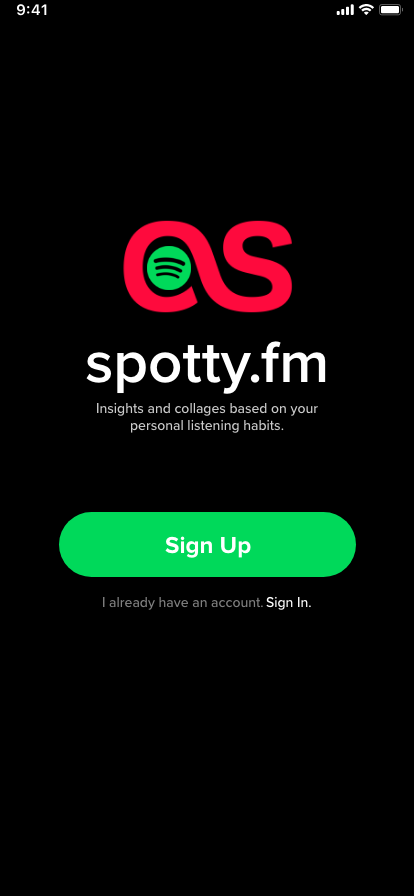 9:41
spotty.fm
Insights and collages based on your
personal listening habits.
Sign Up
I already have an account. Sign In.